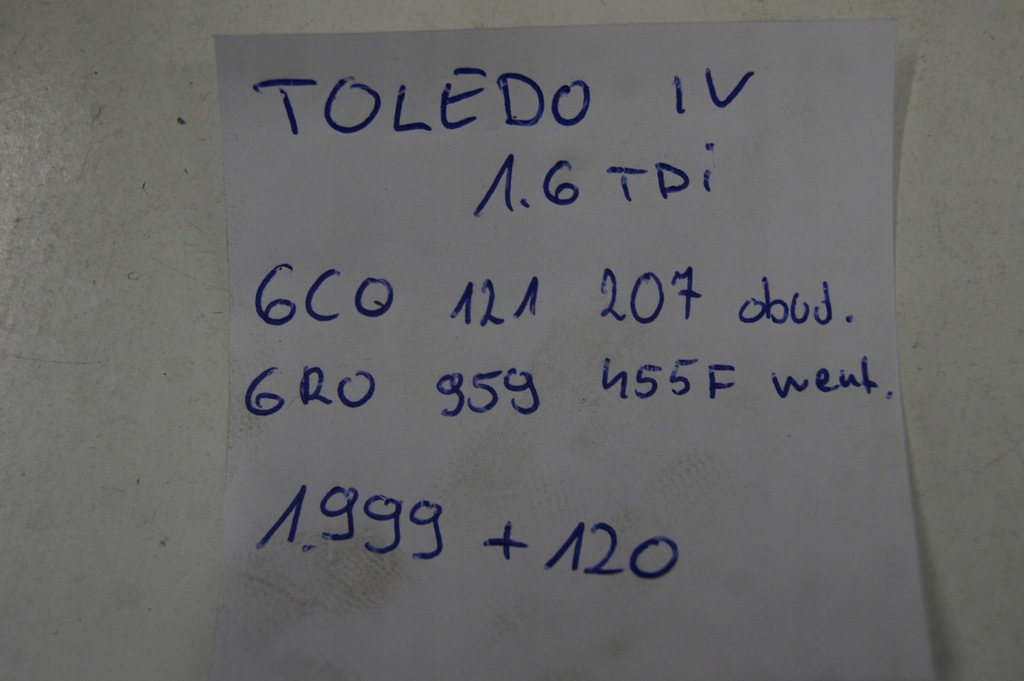 TOLEDO IV
1.6 TDi
6C0 121 207 obud.
6R0 959 455F went.
1.999 + 120